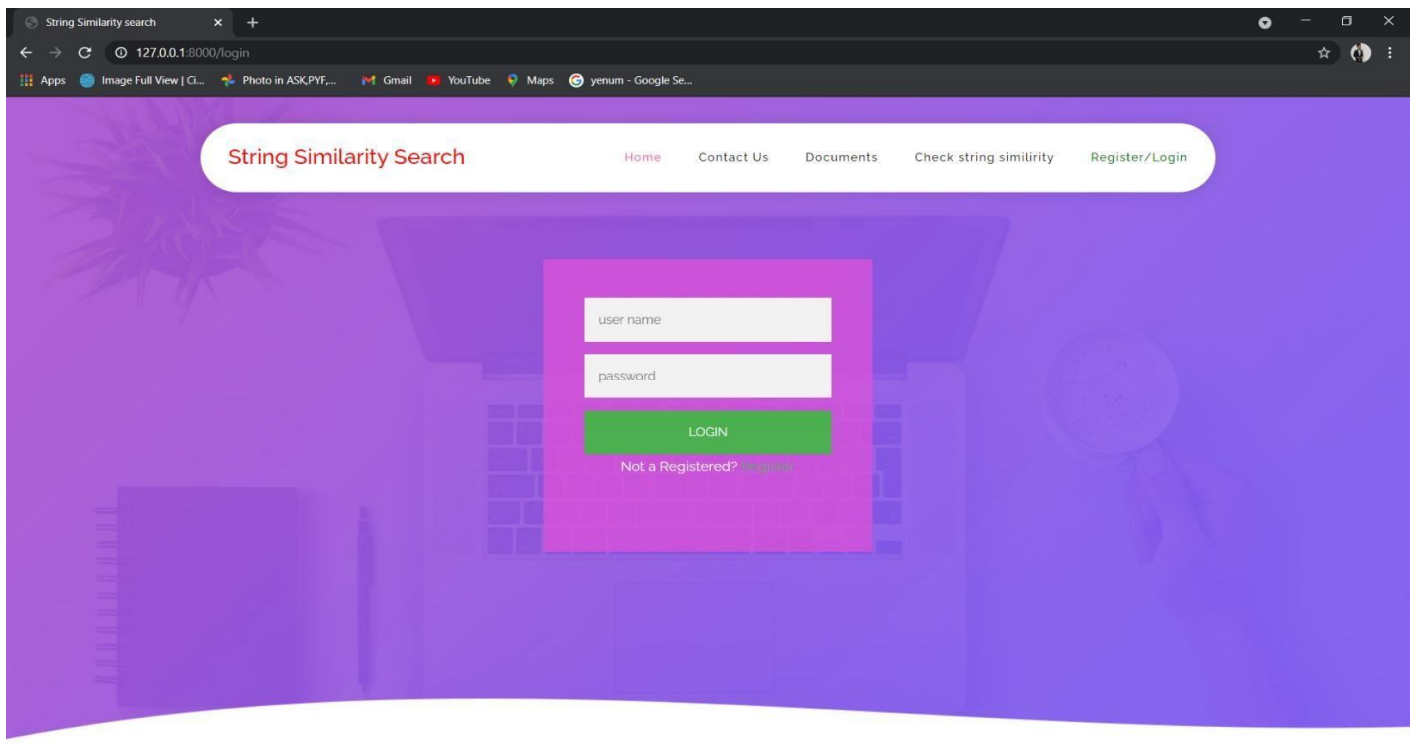 String Similarity search
127.0.0.1:8000/login
Apps Image Full View | Ci... Photo in ASK,PYF,... Gmail YouTube Maps yenum - Google Se...
String Similarity Search Home Contact Us Documents Check string similirity Register/Login
user name
password
LOGIN
Not a Registered? Register